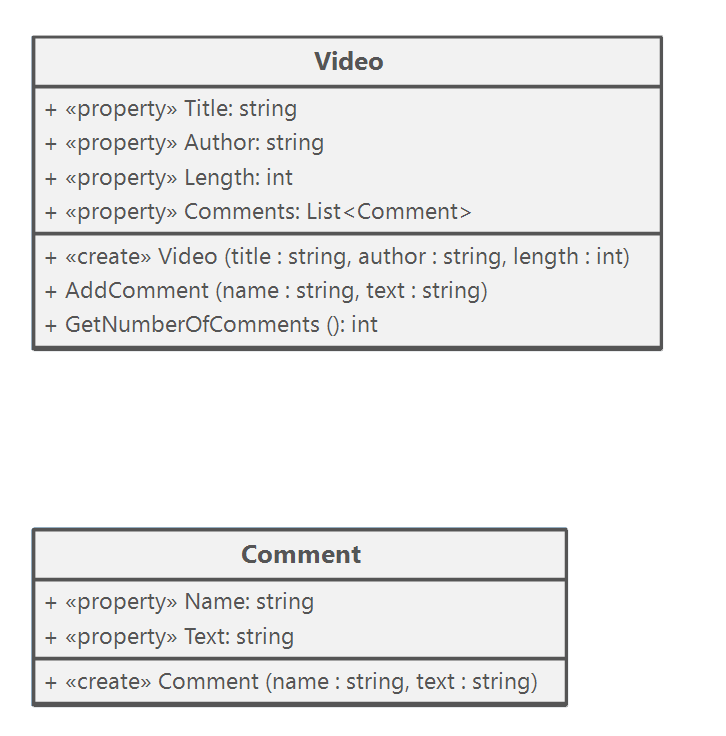 Video
+ «property» Title: string
+ «property» Author: string
+ «property» Length: int
+ «property» Comments: List<Comment>
+ «create» Video (title : string, author : string, length : int)
+ AddComment (name : string, text : string)
+ GetNumberOfComments (): int
Comment
+ «property» Name: string
+ «property» Text: string
+ «create» Comment (name : string, text : string)